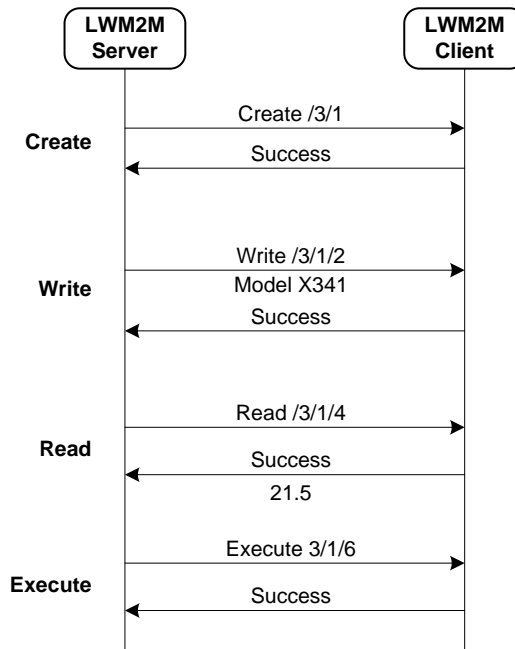 LWM2M
Server
LWM2M
Client
Create
Create /3/1
Success
Write
Write /3/1/2
Model X341
Success
Read
Read /3/1/4
Success
21.5
Execute
Execute 3/1/6
Success